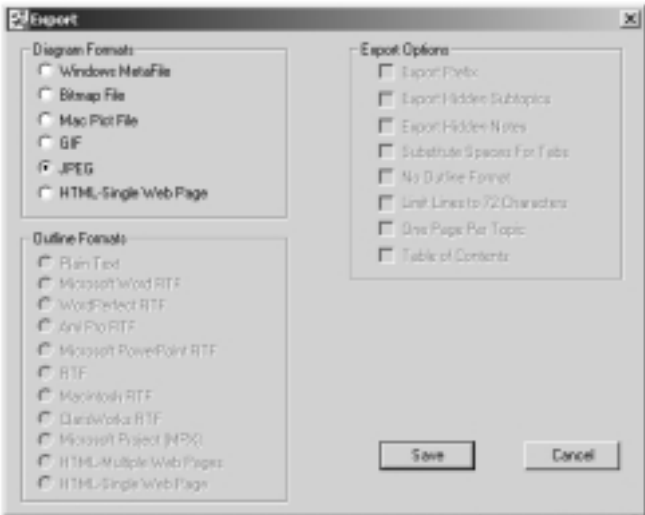 Export
Diagram Formats
Windows MetaFile
Bitmap File
Mac Pict File
GIF
JPEG
HTML-Single Web Page
Outline Formats
Plain Text
Microsoft Word RTF
WordPerfect RTF
Ami Pro RTF
Microsoft PowerPoint RTF
RTF
Macintosh RTF
ClarisWorks RTF
Microsoft Project (MPX)
HTML-Multiple Web Pages
HTML-Single Web Page
Export Options
Export Prefix
Export Hidden Subtopics
Export Hidden Notes
Substitute Spaces For Tabs
No Outline Format
Limit Lines to 72 Characters
One Page Per Topic
Table of Contents
Save
Cancel